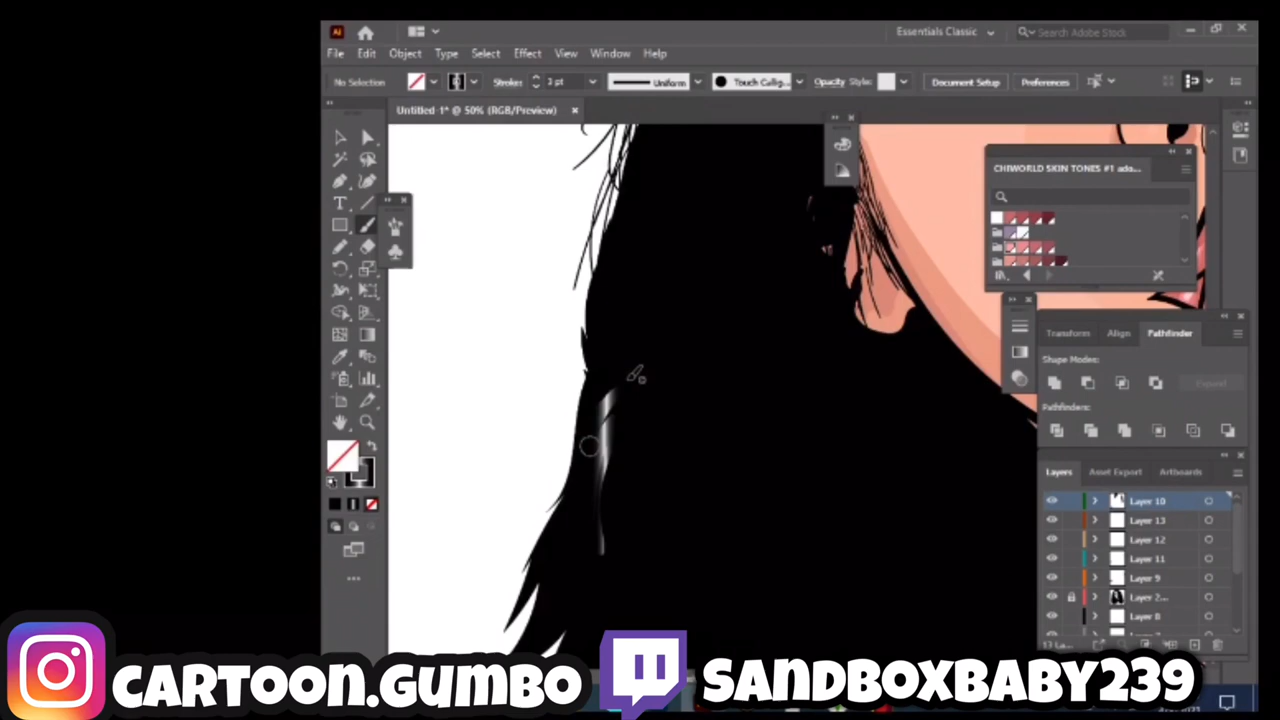 Essentials Classic
Search Adobe Stock
File Edit Object Type Select Effect View Window Help
No Selection Stroke: 3 pt Uniform Touch Callig... Opacity Style: Document Setup Preferences
Untitled-1* @ 50% (RGB/Preview)
CHIWORLD SKIN TONES #1 ado...
Transform Align Pathfinder
Shape Modes:
Expand
Pathfinders:
Layers Asset Export Artboards
Layer 10
Layer 13
Layer 12
Layer 11
Layer 9
Layer 2...
Layer 8
CARTOON.GUMBO SANDBOXBABY239